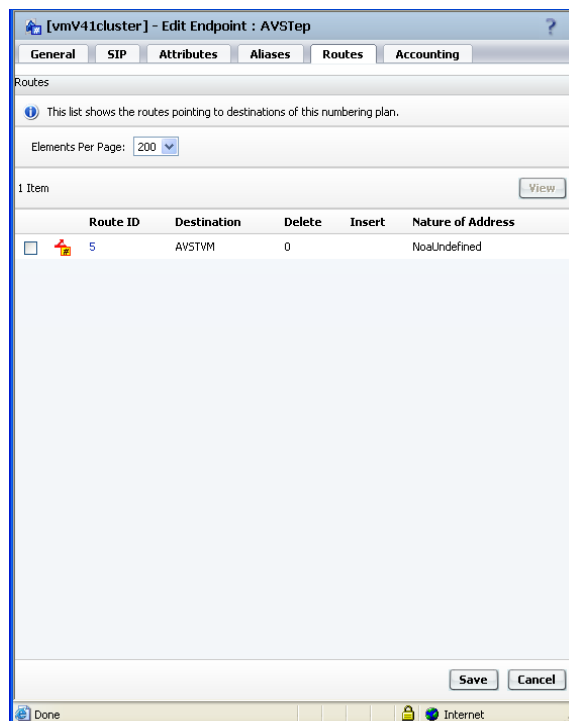 [vmV41cluster] - Edit Endpoint : AVSTep ?
General SIP Attributes Aliases Routes Accounting
Routes
This list shows the routes pointing to destinations of this numbering plan.
Elements Per Page: 200
1 Item View
Route ID Destination Delete Insert Nature of Address
5 AVSTVM 0 NoaUndefined
Save Cancel
Done Internet